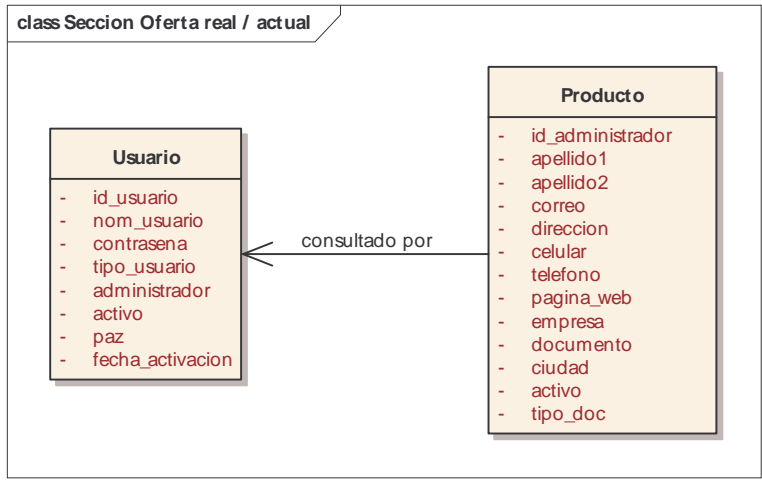 class Seccion Oferta real / actual
Usuario
- id_usuario
- nom_usuario
- contrasena
- tipo_usuario
- administrador
- activo
- paz
- fecha_activacion
consultado por
Producto
- id_administrador
- apellido1
- apellido2
- correo
- direccion
- celular
- telefono
- pagina_web
- empresa
- documento
- ciudad
- activo
- tipo_doc